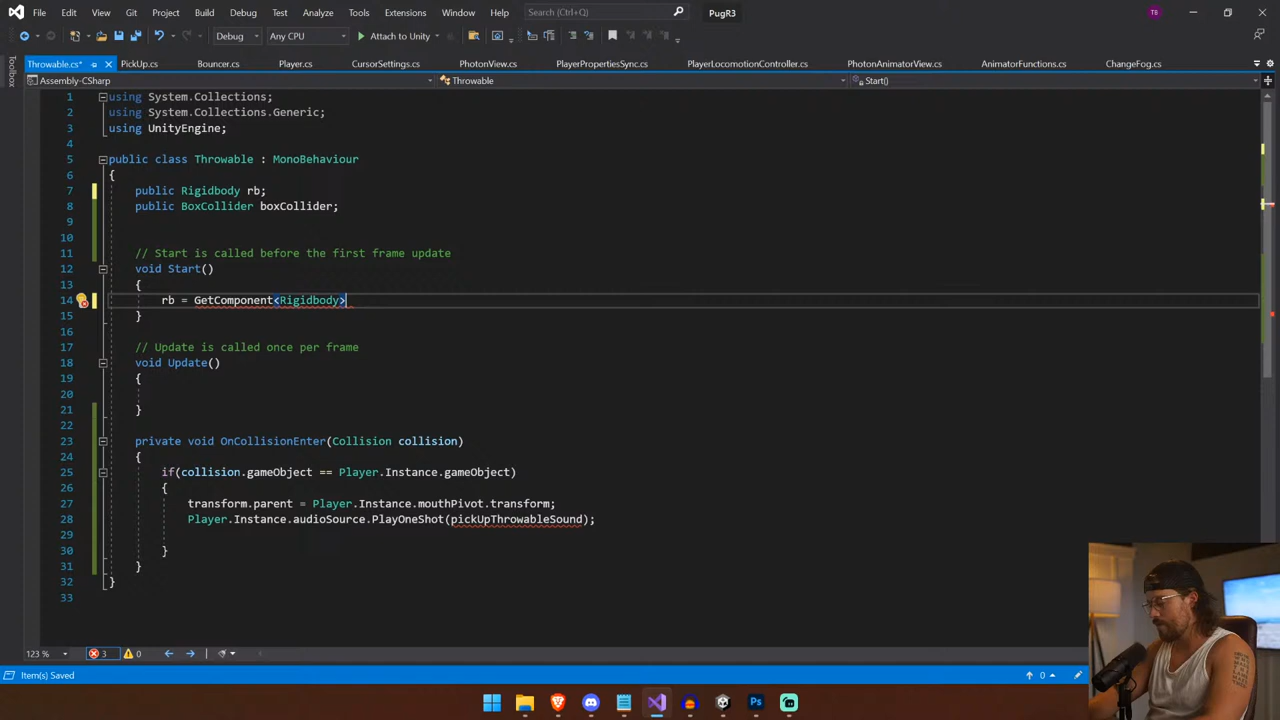 File Edit View Git Project Build Debug Test Analyze Tools Extensions Window Help Search (Ctrl+Q) PugR3 TB
Debug Any CPU Attach to Unity
Throwable.cs* PickUp.cs Bouncer.cs Player.cs CursorSettings.cs PhotonView.cs PlayerPropertiesSync.cs PlayerLocomotionController.cs PhotonAnimatorView.cs AnimatorFunctions.cs ChangeFog.cs
Toolbox
Assembly-CSharp Throwable Start()
1 using System.Collections;
2 using System.Collections.Generic;
3 using UnityEngine;
4
5 public class Throwable : MonoBehaviour
6 {
7 public Rigidbody rb;
8 public BoxCollider boxCollider;
9
10
11 // Start is called before the first frame update
12 void Start()
13 {
14 rb = GetComponent<Rigidbody>
15 }
16
17 // Update is called once per frame
18 void Update()
19 {
20
21 }
22
23 private void OnCollisionEnter(Collision collision)
24 {
25 if(collision.gameObject == Player.Instance.gameObject)
26 {
27 transform.parent = Player.Instance.mouthPivot.transform;
28 Player.Instance.audioSource.PlayOneShot(pickUpThrowableSound);
29
30 }
31 }
32 }
33
123 % 3 0
Item(s) Saved 0
Ps